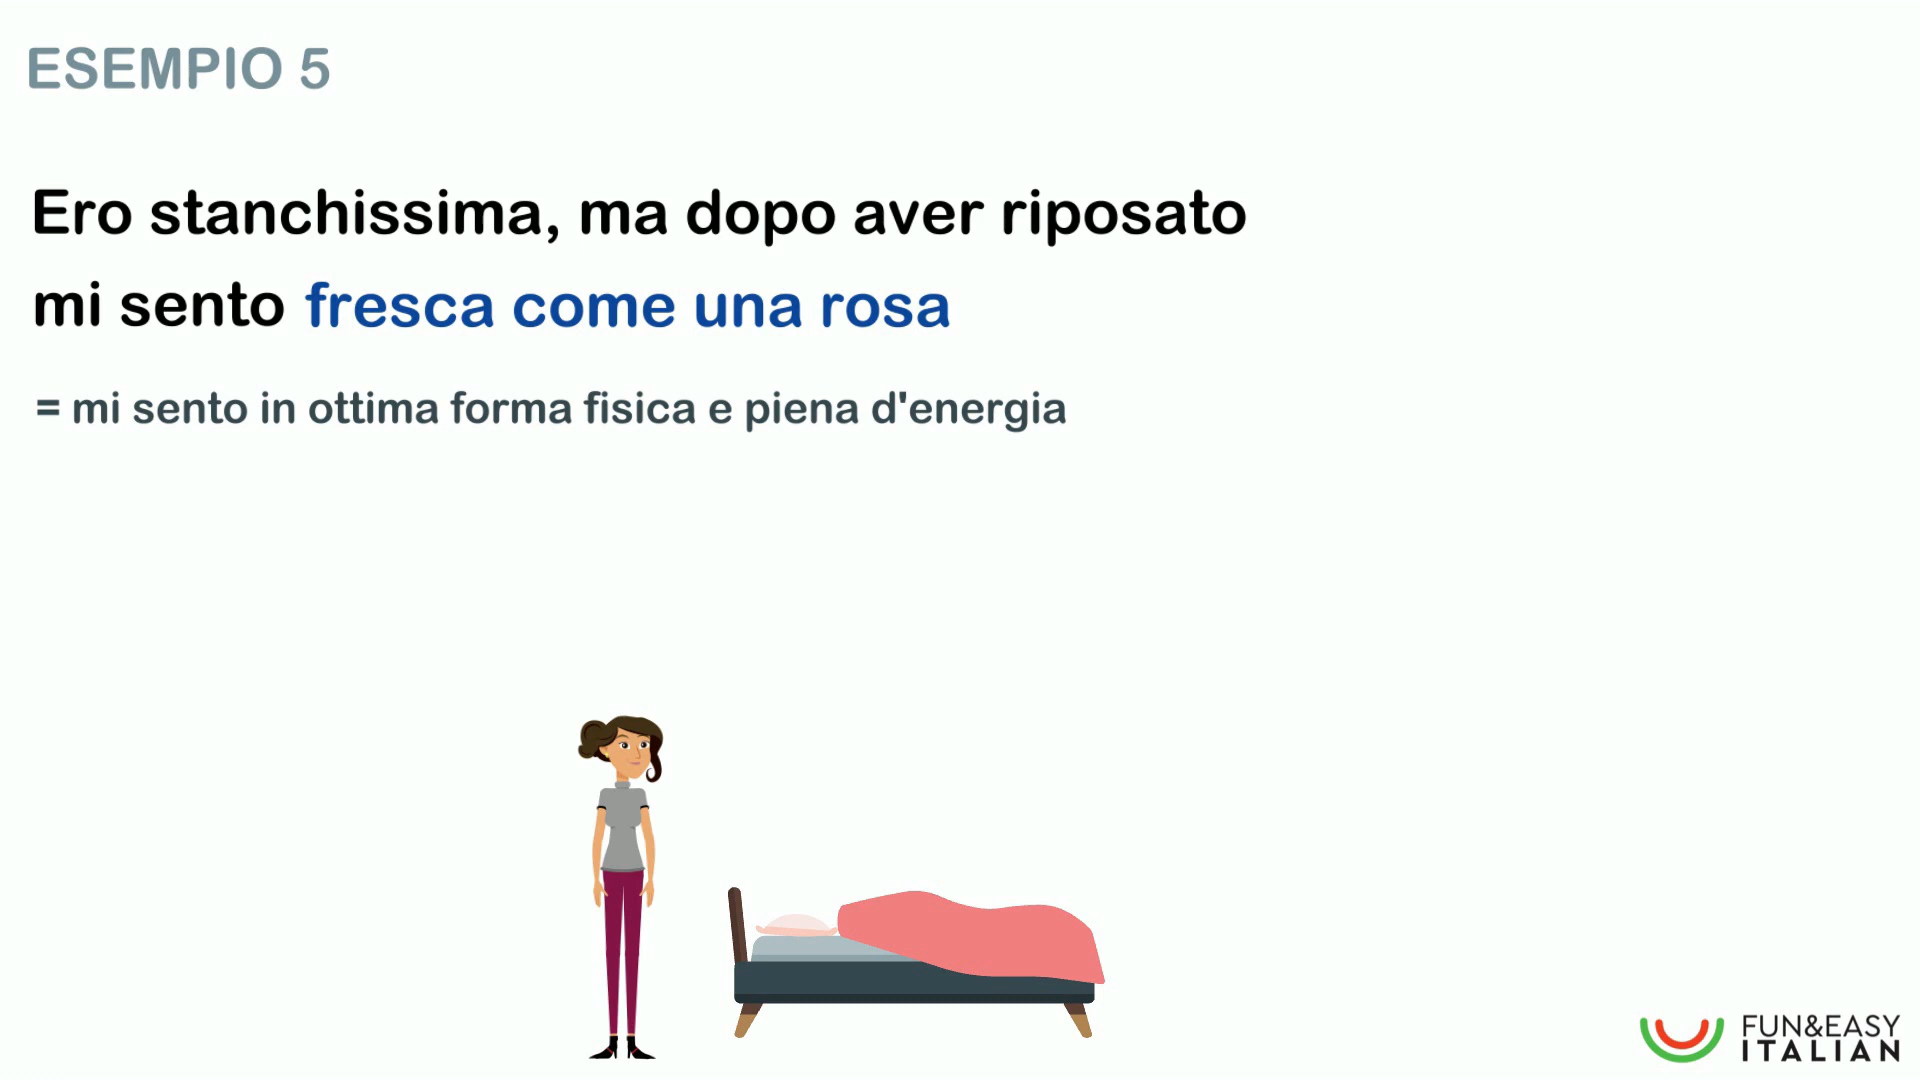 ESEMPIO 5
Ero stanchissima, ma dopo aver riposato
mi sento fresca come una rosa
= mi sento in ottima forma fisica e piena d'energia
FUN&EASY
ITALIAN